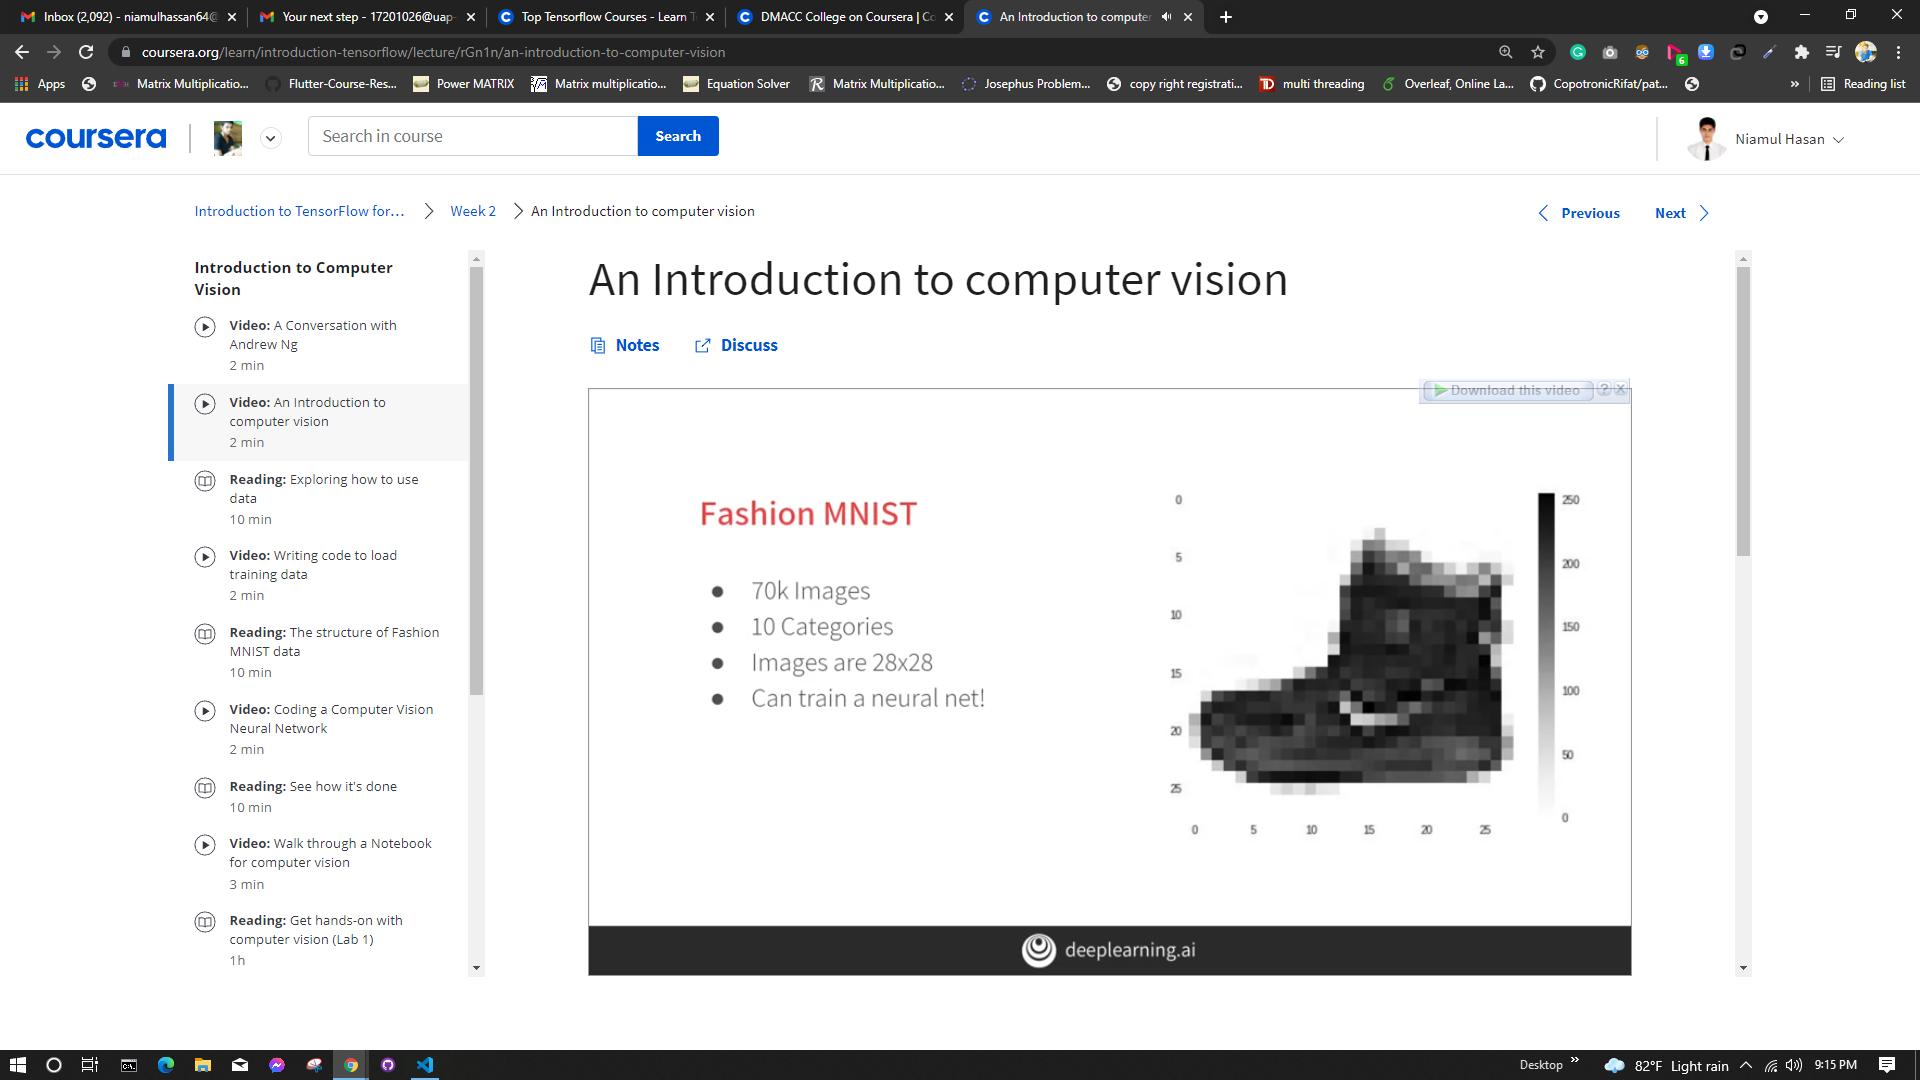 Inbox (2,092) - niamulhassan64@
Your next step - 17201026@uap-
Top Tensorflow Courses - Learn T
DMACC College on Coursera | Co
An Introduction to computer
coursera.org/learn/introduction-tensorflow/lecture/rGn1n/an-introduction-to-computer-vision
6
Apps
Matrix Multiplicatio...
Flutter-Course-Res...
Power MATRIX
Matrix multiplicatio...
Equation Solver
R Matrix Multiplicatio...
Josephus Problem...
copy right registrati...
TD multi threading
Overleaf, Online La...
CopotronicRifat/pat...
»
Reading list
coursera
Search in course
Search
Niamul Hasan
Introduction to TensorFlow for...
Week 2
An Introduction to computer vision
Previous
Next
Introduction to Computer
Vision
Video: A Conversation with
Andrew Ng
2 min
Video: An Introduction to
computer vision
2 min
Reading: Exploring how to use
data
10 min
Video: Writing code to load
training data
2 min
Reading: The structure of Fashion
MNIST data
10 min
Video: Coding a Computer Vision
Neural Network
2 min
Reading: See how it's done
10 min
Video: Walk through a Notebook
for computer vision
3 min
Reading: Get hands-on with
computer vision (Lab 1)
1h
An Introduction to computer vision
Notes
Discuss
Download this video ? X
Fashion MNIST
● 70k Images
● 10 Categories
● Images are 28x28
● Can train a neural net!
0
5
10
15
20
25
0 5 10 15 20 25
250
200
150
100
50
0
deeplearning.ai
Desktop »
82°F Light rain
9:15 PM